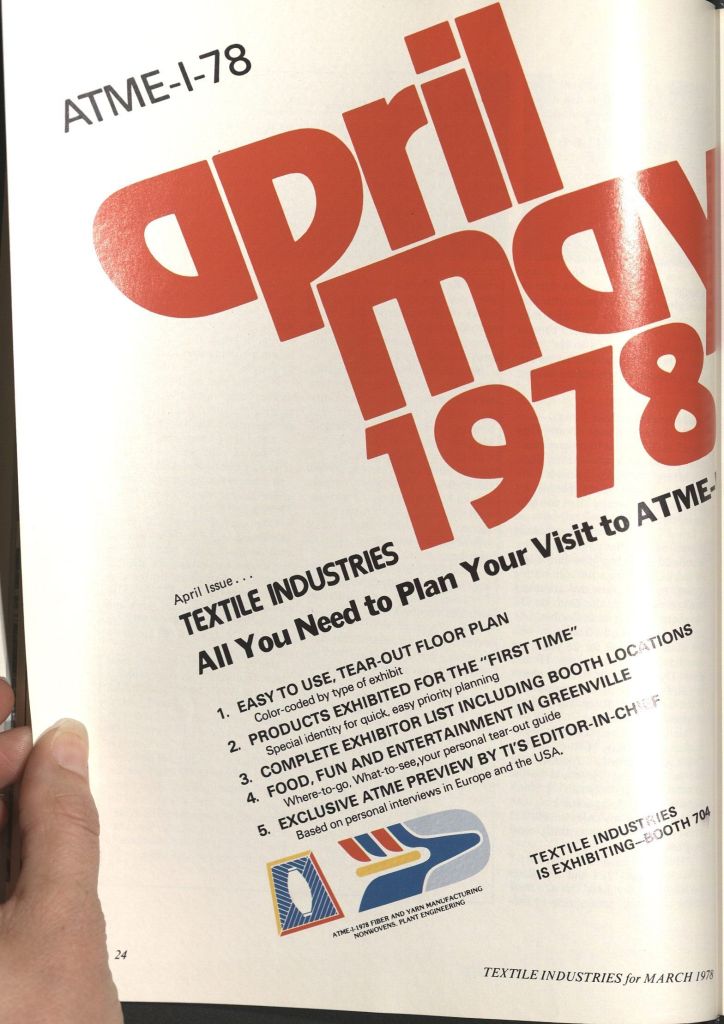 ATME-I-78
april
may
1978
April Issue...
TEXTILE INDUSTRIES
All You Need to Plan Your Visit to ATME-
1. EASY TO USE, TEAR-OUT FLOOR PLAN
Color-coded by type of exhibit
2. PRODUCTS EXHIBITED FOR THE "FIRST TIME"
Special identity for quick, easy priority planning
3. COMPLETE EXHIBITOR LIST INCLUDING BOOTH LOCATIONS
4. FOOD, FUN AND ENTERTAINMENT IN GREENVILLE
Where-to-go, What-to-see, your personal tear-out guide
5. EXCLUSIVE ATME PREVIEW BY TI'S EDITOR-IN-CHIEF
Based on personal interviews in Europe and the USA.
TEXTILE INDUSTRIES
IS EXHIBITING—BOOTH 704
ATME-I-1978 FIBER AND YARN MANUFACTURING
NONWOVENS, PLANT ENGINEERING
24
TEXTILE INDUSTRIES for MARCH 1978